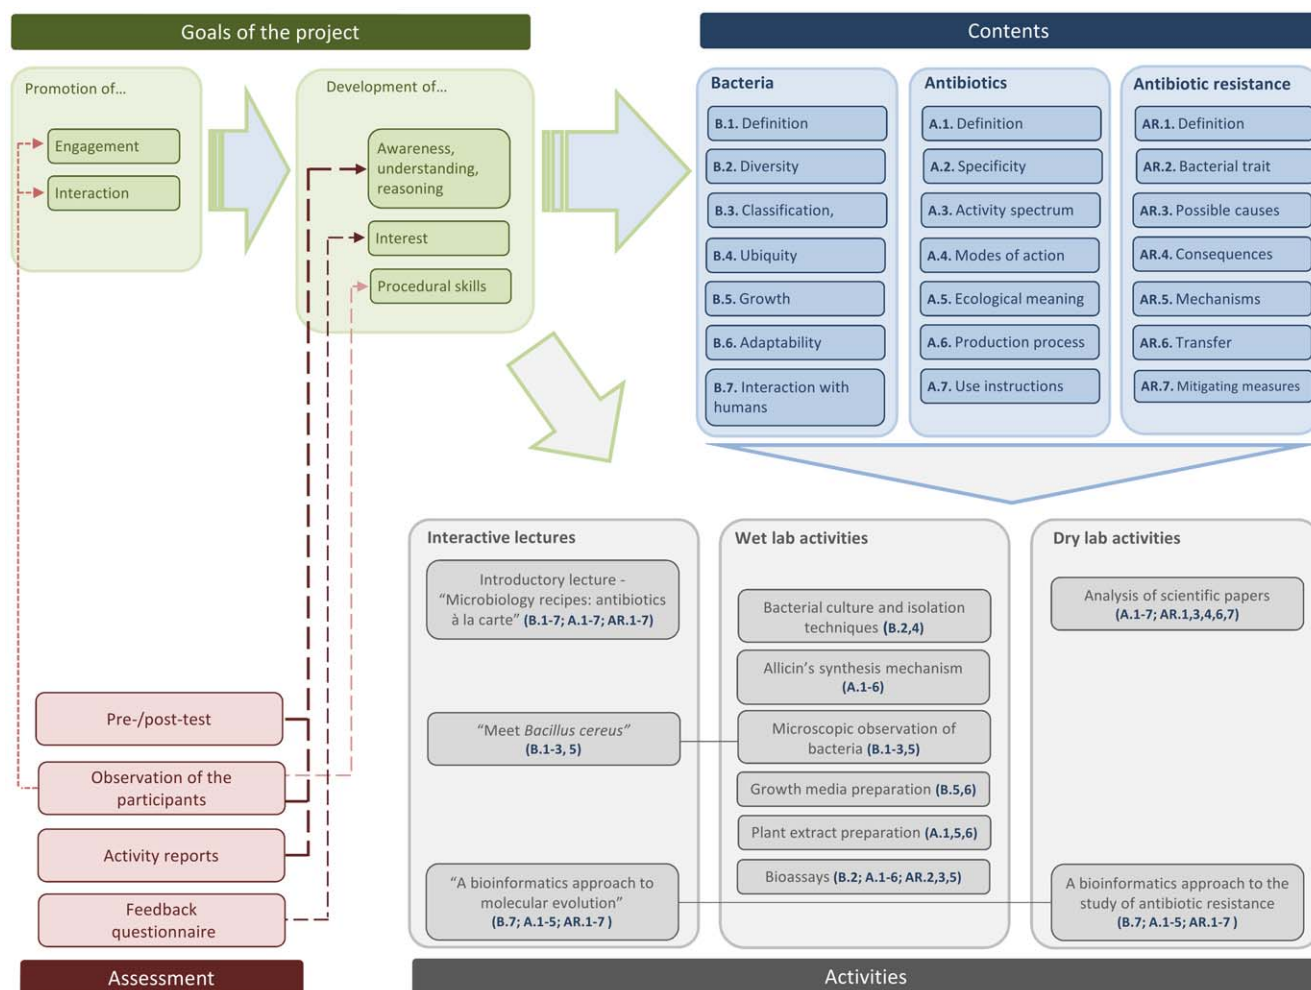 Goals of the project
Promotion of…
Engagement
Interaction
Development of…
Awareness,
understanding,
reasoning
Interest
Procedural skills
Contents
Bacteria
B.1. Definition
B.2. Diversity
B.3. Classification,
B.4. Ubiquity
B.5. Growth
B.6. Adaptability
B.7. Interaction with
humans
Antibiotics
A.1. Definition
A.2. Specificity
A.3. Activity spectrum
A.4. Modes of action
A.5. Ecological meaning
A.6. Production process
A.7. Use instructions
Antibiotic resistance
AR.1. Definition
AR.2. Bacterial trait
AR.3. Possible causes
AR.4. Consequences
AR.5. Mechanisms
AR.6. Transfer
AR.7. Mitigating measures
Interactive lectures
Introductory lecture -
“Microbiology recipes: antibiotics
à la carte” (B.1-7; A.1-7; AR.1-7)
“Meet Bacillus cereus”
(B.1-3, 5)
“A bioinformatics approach to
molecular evolution”
(B.7; A.1-5; AR.1-7 )
Wet lab activities
Bacterial culture and isolation
techniques (B.2,4)
Allicin’s synthesis mechanism
(A.1-6)
Microscopic observation of
bacteria (B.1-3,5)
Growth media preparation (B.5,6)
Plant extract preparation (A.1,5,6)
Bioassays (B.2; A.1-6; AR.2,3,5)
Dry lab activities
Analysis of scientific papers
(A.1-7; AR.1,3,4,6,7)
A bioinformatics approach to the
study of antibiotic resistance
(B.7; A.1-5; AR.1-7 )
Pre-/post-test
Observation of the
participants
Activity reports
Feedback
questionnaire
Assessment
Activities